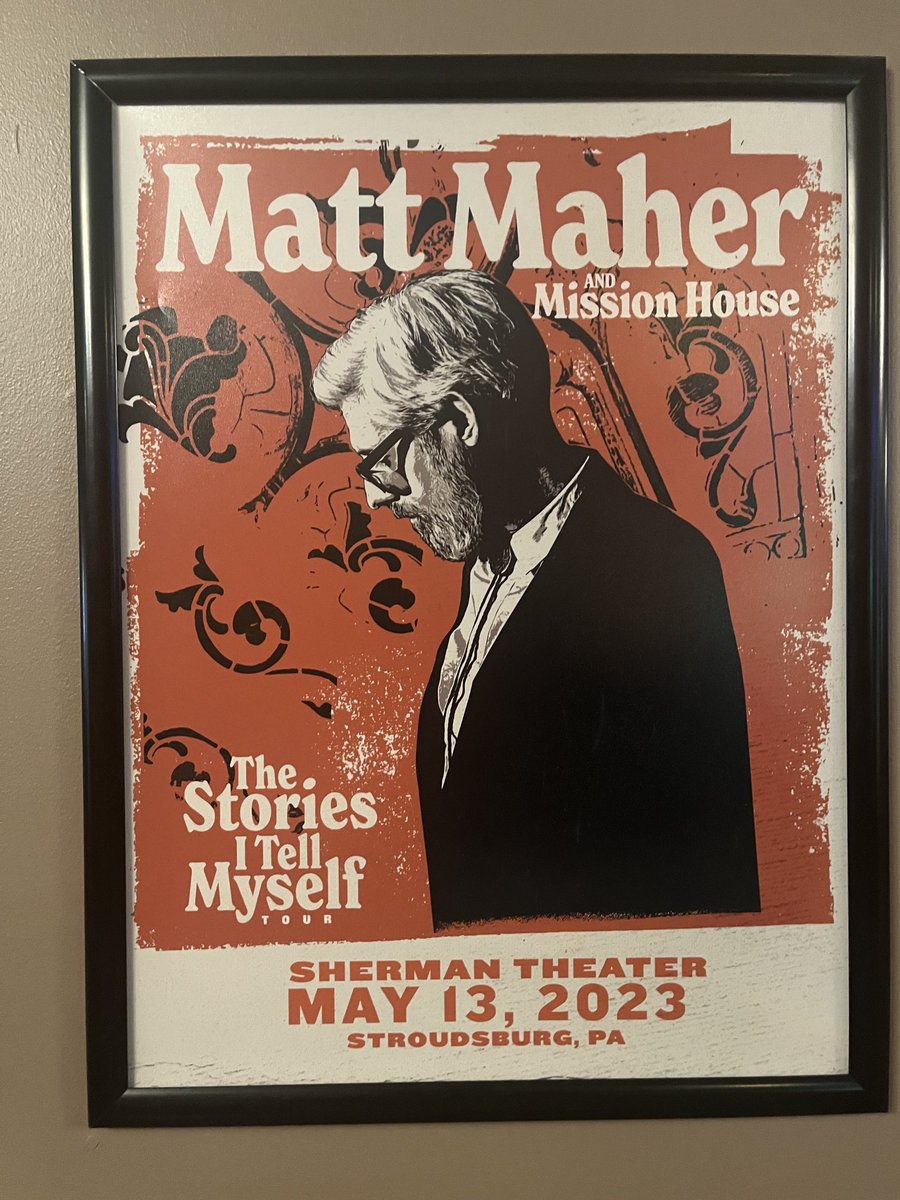 Matt Maher
AND
Mission House
The
Stories
I Tell
Myself
TOUR
SHERMAN THEATER
MAY 13, 2023
STROUDSBURG, PA